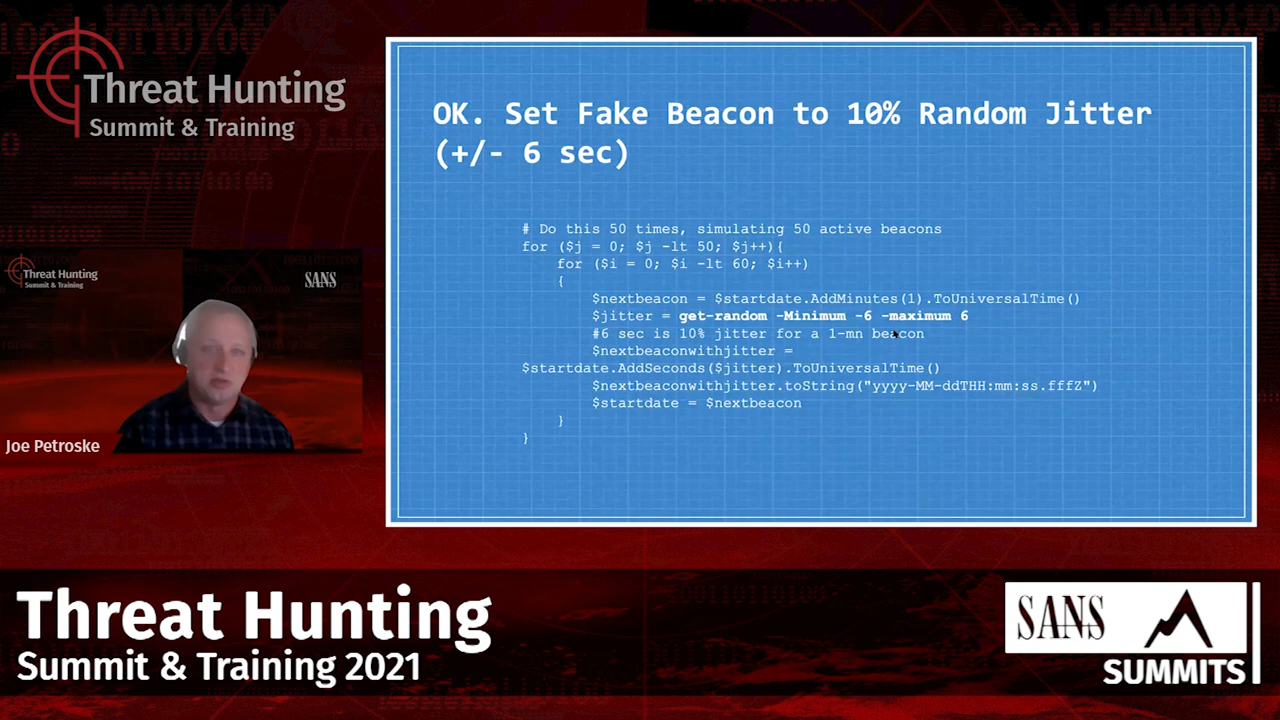 Threat Hunting
Summit & Training
Threat Hunting
Summit & Training
SANS
Joe Petroske
OK. Set Fake Beacon to 10% Random Jitter
(+/- 6 sec)
# Do this 50 times, simulating 50 active beacons
for ($j = 0; $j -lt 50; $j++){
for ($i = 0; $i -lt 60; $i++)
{
$nextbeacon = $startdate.AddMinutes(1).ToUniversalTime()
$jitter = get-random -Minimum -6 -maximum 6
#6 sec is 10% jitter for a 1-mn beacon
$nextbeaconwithjitter =
$startdate.AddSeconds($jitter).ToUniversalTime()
$nextbeaconwithjitter.toString("yyyy-MM-ddTHH:mm:ss.fffZ")
$startdate = $nextbeacon
}
}
Threat Hunting
Summit & Training 2021
SANS
SUMMITS